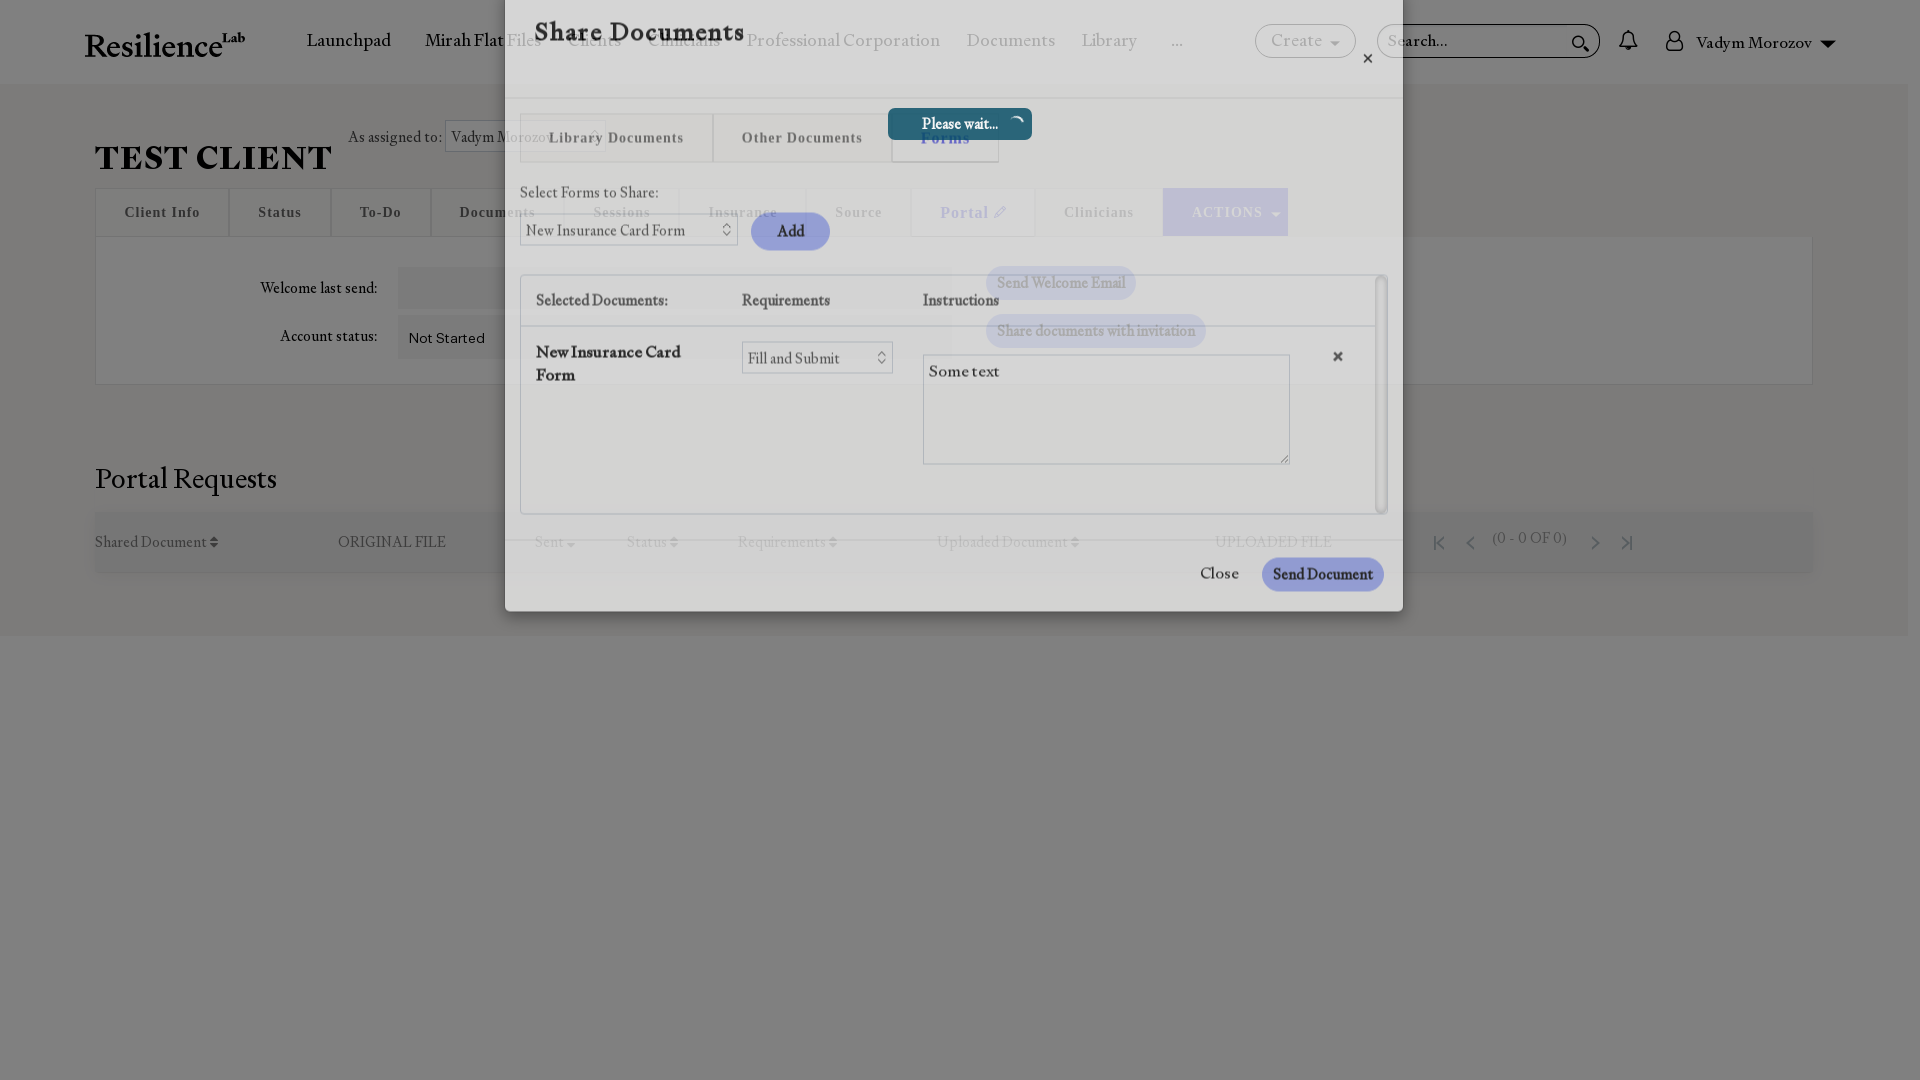 Share Documents
ResilienceLab
Launchpad
Mirah Flat Files
Clients
Clinicians
Professional Corporation
Documents
Library
...
Create
Search...
Vadym Morozov
×
Please wait...
TEST CLIENT
As assigned to:
Vadym Morozov
Library Documents
Other Documents
Forms
Select Forms to Share:
Client Info
Status
To-Do
Documents
Sessions
Insurance
Source
Portal
Clinicians
ACTIONS
New Insurance Card Form
Add
Welcome last send:
Send Welcome Email
Selected Documents:
Requirements
Instructions
Account status:
Not Started
Share documents with invitation
New Insurance Card
Form
Fill and Submit
Some text
×
Portal Requests
Shared Document
ORIGINAL FILE
Sent
Status
Requirements
Uploaded Document
UPLOADED FILE
(0 - 0 OF 0)
Close
Send Document